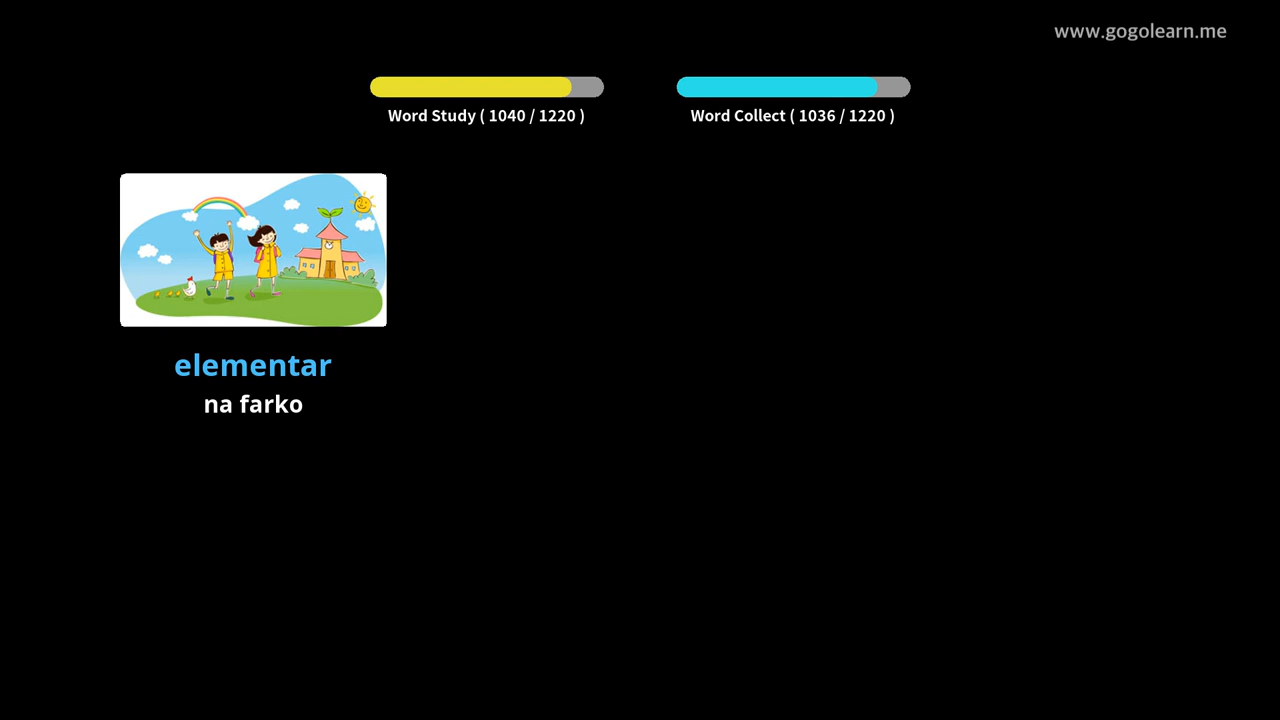 www.gogolearn.me
Word Study ( 1040 / 1220 )
Word Collect ( 1036 / 1220 )
elementar
na farko